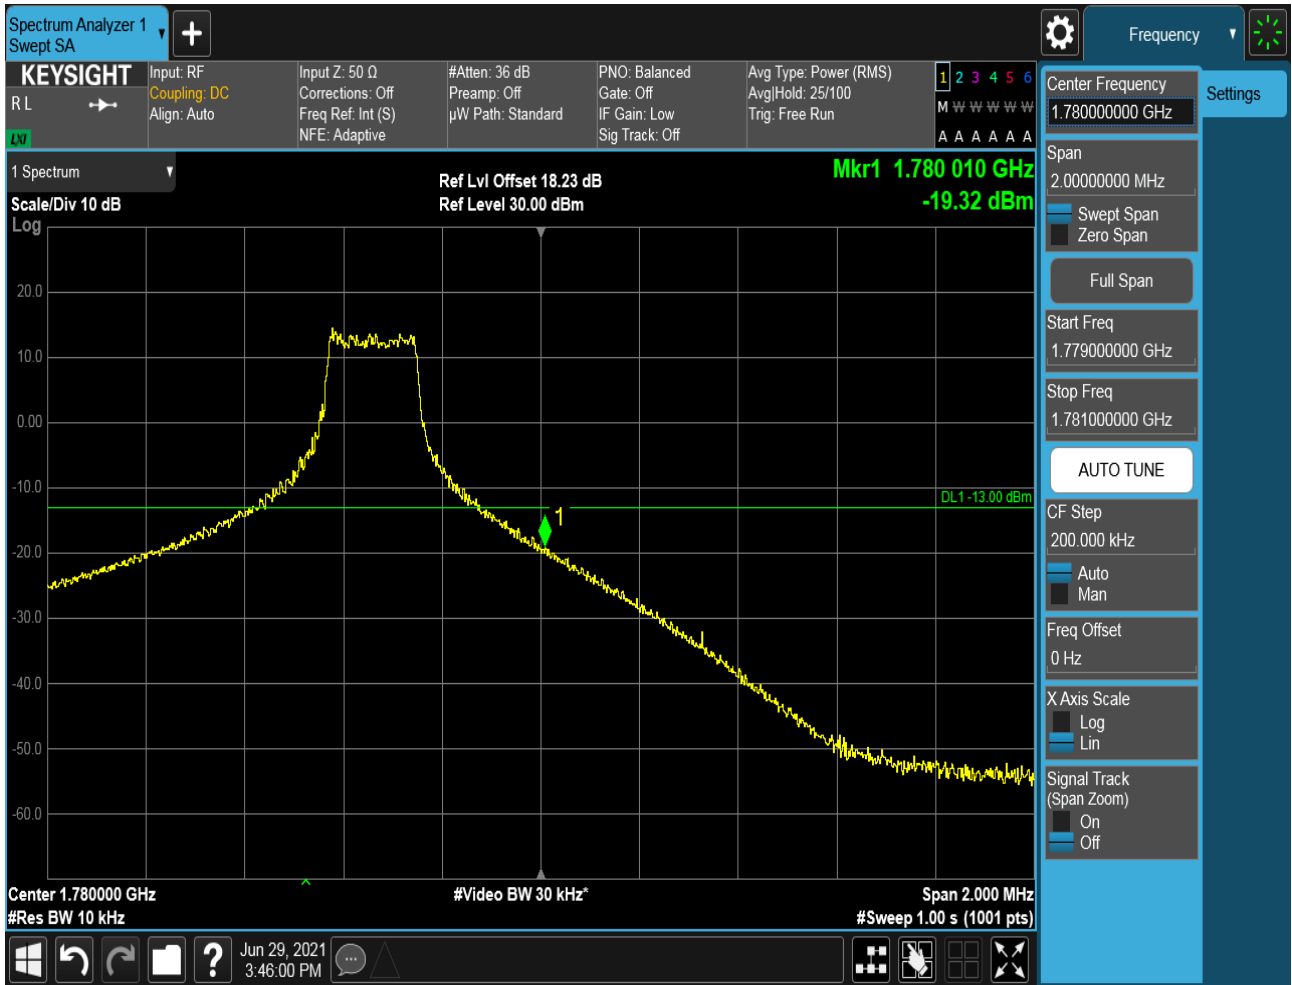 Spectrum Analyzer 1
Swept SA
Frequency
KEYSIGHT
R L
LXI
Input: RF
Coupling: DC
Align: Auto
Input Z: 50 Ω
Corrections: Off
Freq Ref: Int (S)
NFE: Adaptive
#Atten: 36 dB
Preamp: Off
µW Path: Standard
PNO: Balanced
Gate: Off
IF Gain: Low
Sig Track: Off
Avg Type: Power (RMS)
Avg|Hold: 25/100
Trig: Free Run
1 2 3 4 5 6
M W W W W W
A A A A A A
1 Spectrum
Scale/Div 10 dB
Log
Ref Lvl Offset 18.23 dB
Ref Level 30.00 dBm
Mkr1 1.780 010 GHz
-19.32 dBm
20.0
10.0
0.00
-10.0
-20.0
-30.0
-40.0
-50.0
-60.0
DL1 -13.00 dBm
1
Center 1.780000 GHz
#Res BW 10 kHz
#Video BW 30 kHz*
Span 2.000 MHz
#Sweep 1.00 s (1001 pts)
Center Frequency
1.780000000 GHz
Settings
Span
2.00000000 MHz
Swept Span
Zero Span
Full Span
Start Freq
1.779000000 GHz
Stop Freq
1.781000000 GHz
AUTO TUNE
CF Step
200.000 kHz
Auto
Man
Freq Offset
0 Hz
X Axis Scale
Log
Lin
Signal Track
(Span Zoom)
On
Off
?
Jun 29, 2021
3:46:00 PM